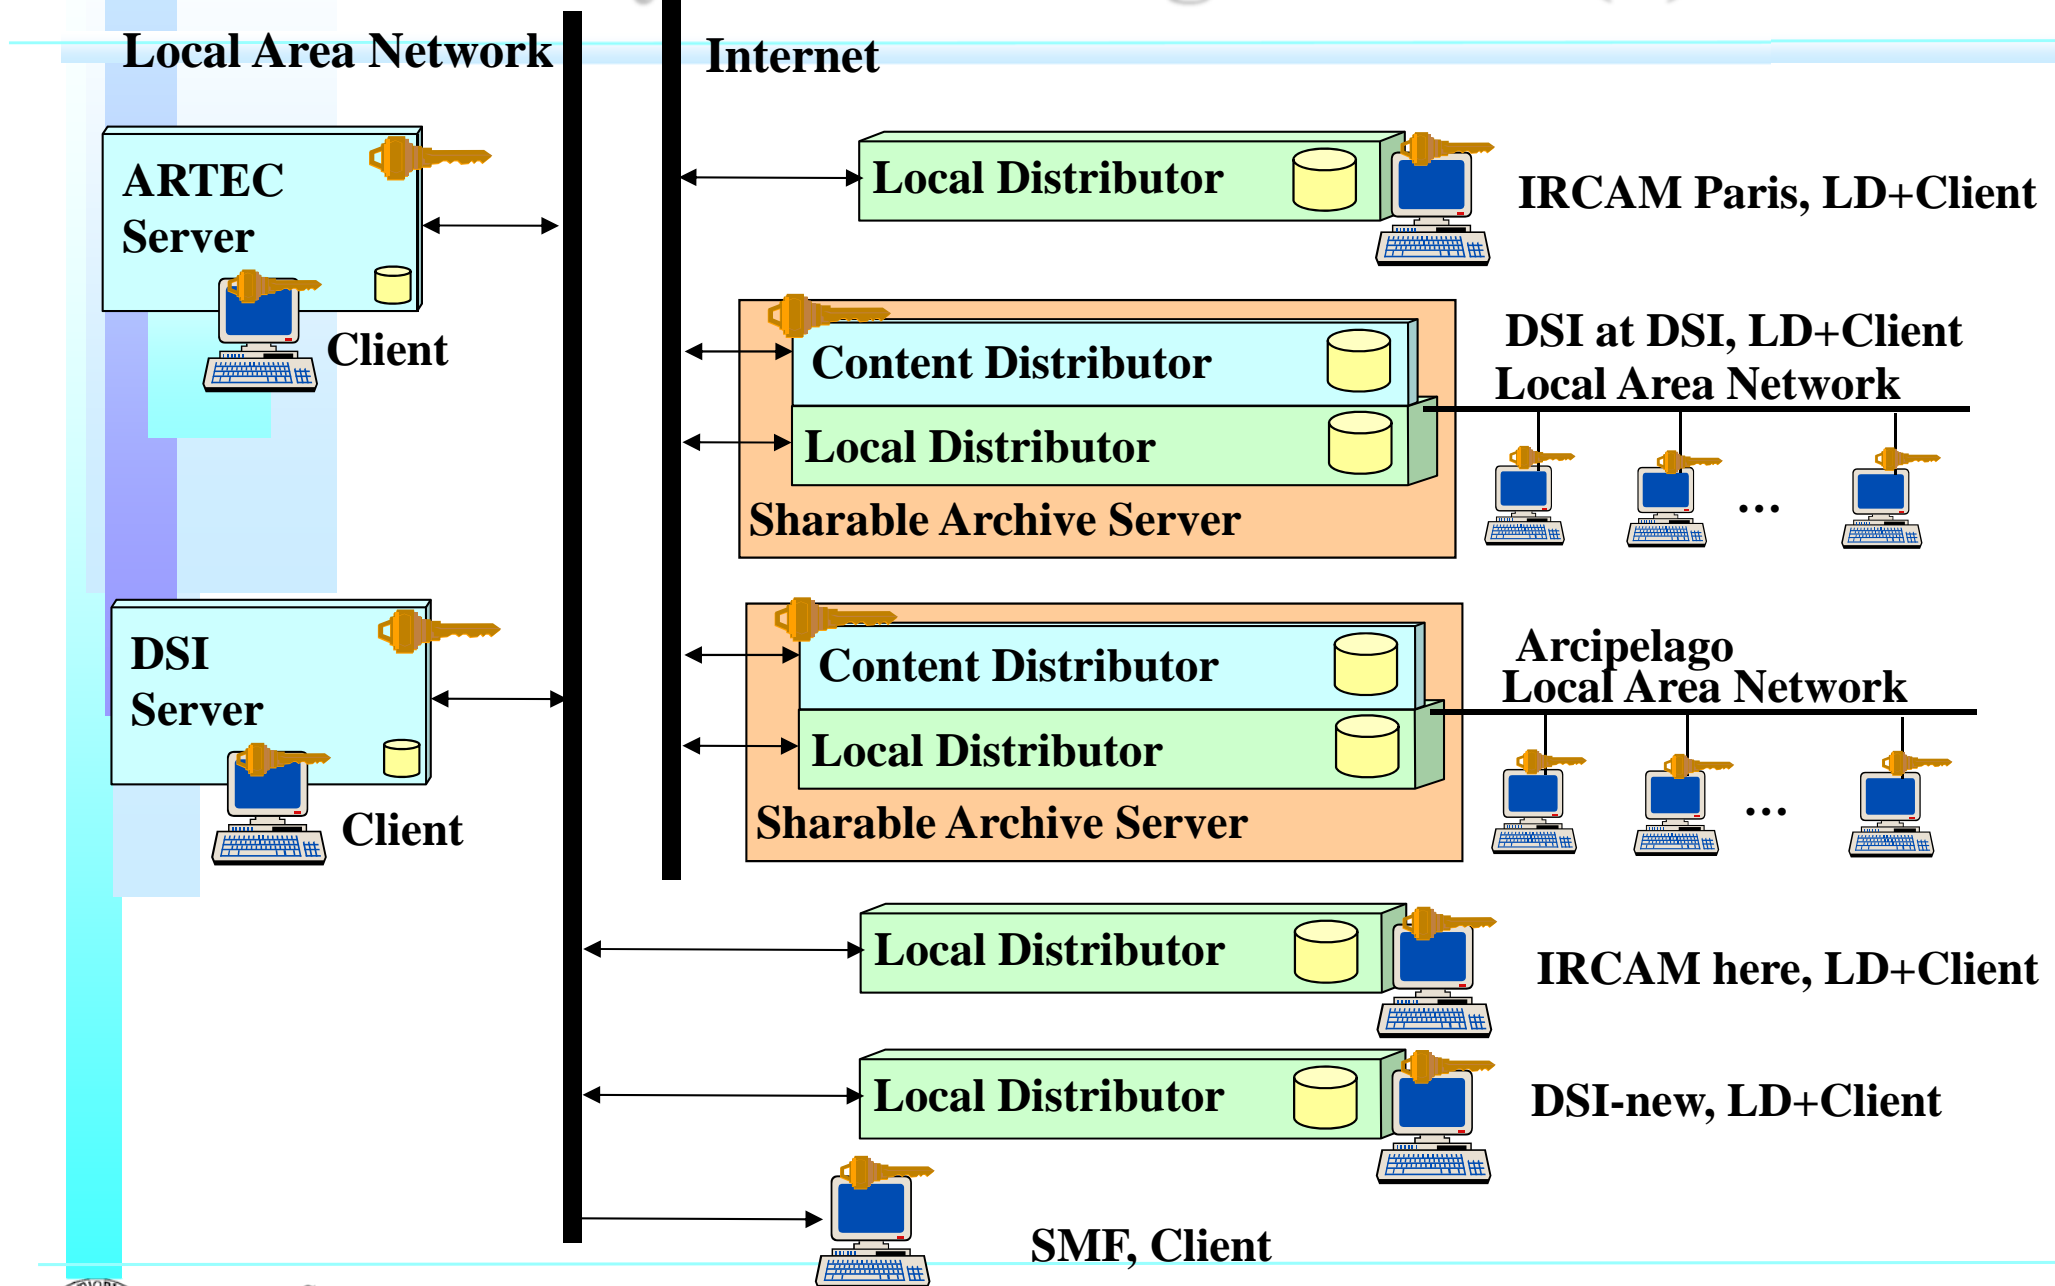 Local Area Network
Internet
ARTEC
Server
Client
Local Distributor
IRCAM Paris, LD+Client
Content Distributor
Local Distributor
Sharable Archive Server
DSI at DSI, LD+Client
Local Area Network
...
DSI
Server
Client
Content Distributor
Local Distributor
Sharable Archive Server
Arcipelago
Local Area Network
...
Local Distributor
IRCAM here, LD+Client
Local Distributor
DSI-new, LD+Client
SMF, Client